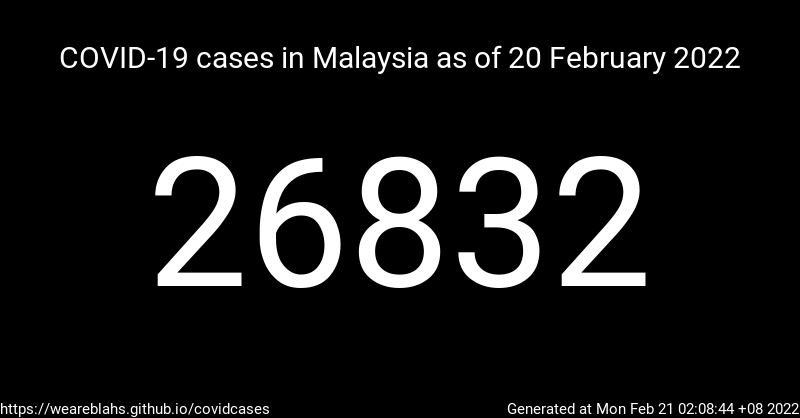 COVID-19 cases in Malaysia as of 20 February 2022
26832
https://weareblahs.github.io/covidcases
Generated at Mon Feb 21 02:08:44 +08 2022